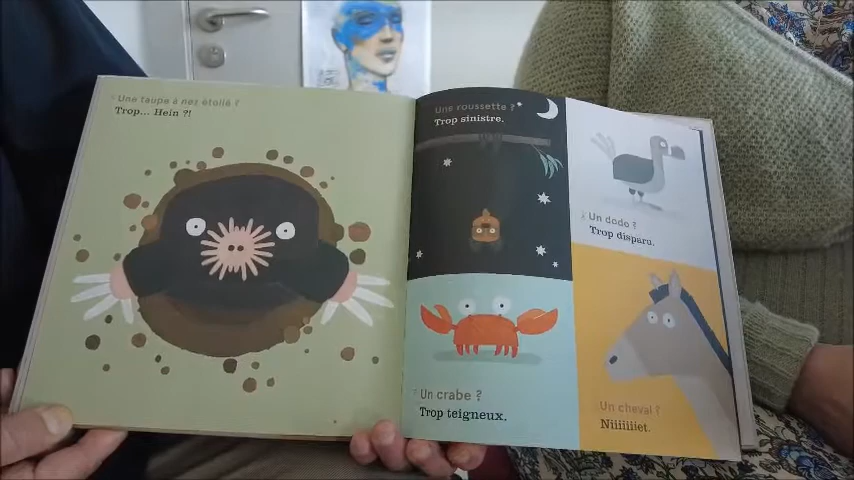 Une taupe à nez étoilé ?
Trop... Hein ?!
Une roussette ?
Trop sinistre.
Un dodo ?
Trop disparu.
Un crabe ?
Trop teigneux.
Un cheval ?
Niiiiiiet.